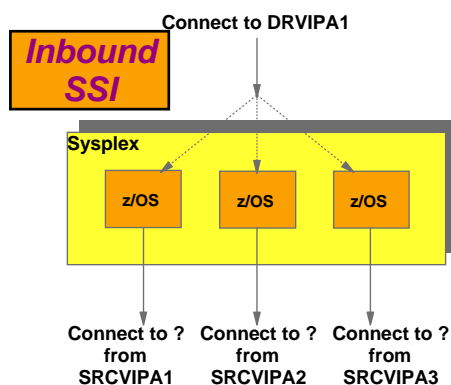 Connect to DRVIPA1
Inbound
SSI
Sysplex
z/OS z/OS z/OS
Connect to ? Connect to ? Connect to ?
from from from
SRCVIPA1 SRCVIPA2 SRCVIPA3